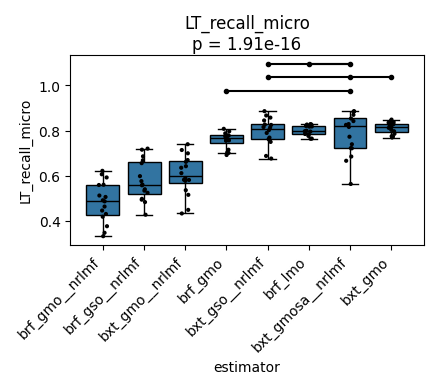 LT_recall_micro
p = 1.91e-16
LT_recall_micro
1.0
0.8
0.6
0.4
brf_gmo__nrlmf
brf_gso__nrlmf
bxt_gmo__nrlmf
brf_gmo
bxt_gso__nrlmf
brf_lmo
bxt_gmosa__nrlmf
bxt_gmo
estimator